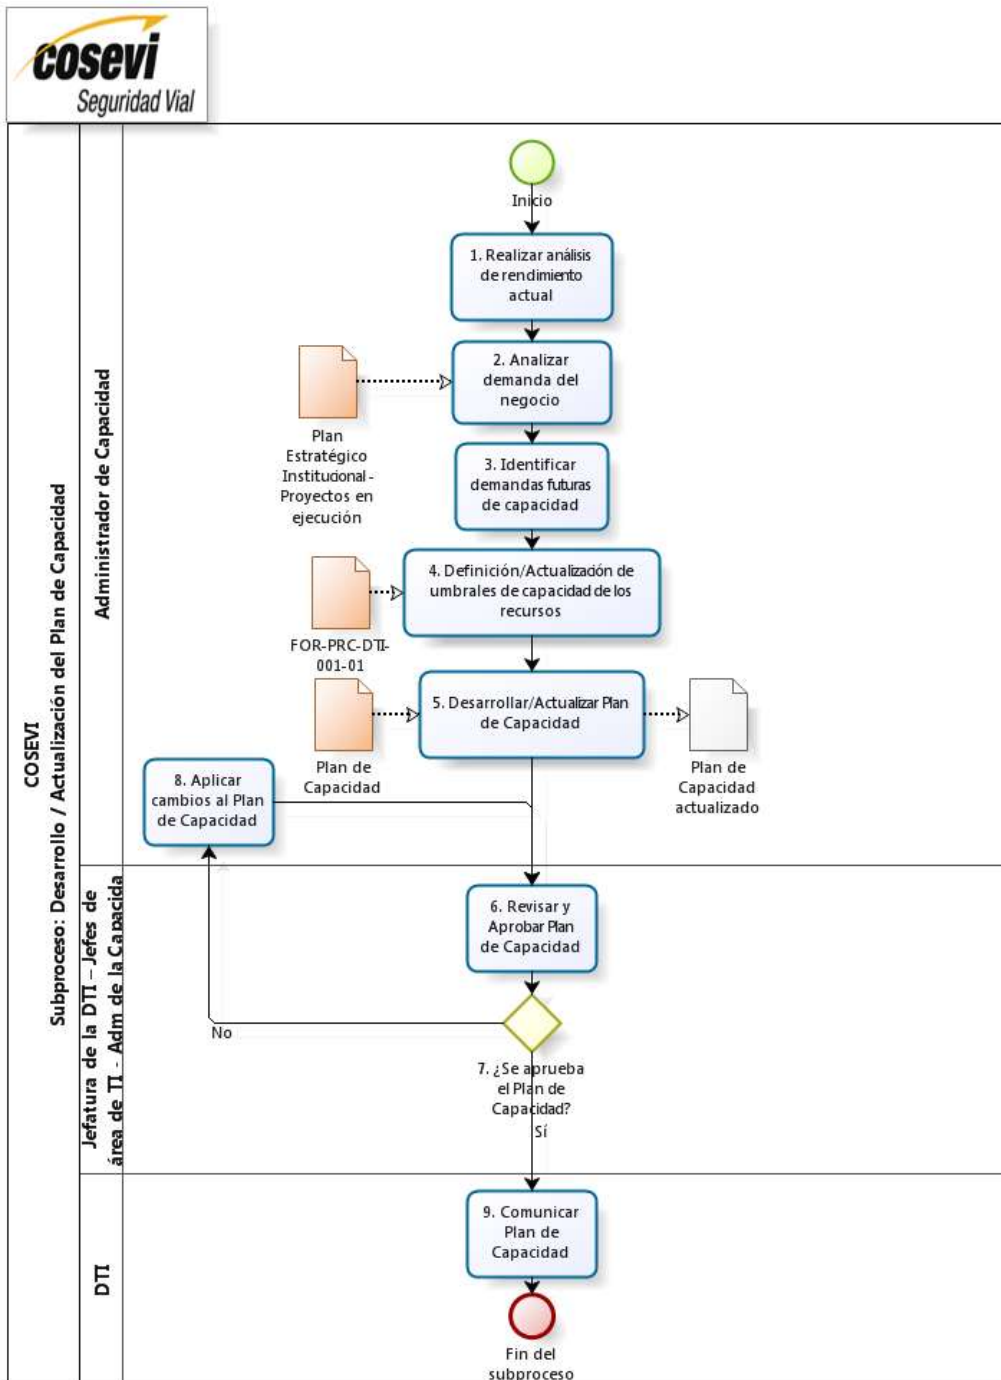 cosevi
Seguridad Vial
COSEVI
Subproceso: Desarrollo / Actualización del Plan de Capacidad
Administrador de Capacidad
Inicio
1. Realizar análisis
de rendimiento
actual
2. Analizar
demanda del
negocio
Plan
Estratégico
Institucional -
Proyectos en
ejecución
3. Identificar
demandas futuras
de capacidad
4. Definición/Actualización de
umbrales de capacidad de los
recursos
FOR-PRC-DTI-
001-01
5. Desarrollar/Actualizar Plan
de Capacidad
Plan de
Capacidad
Plan de
Capacidad
actualizado
8. Aplicar
cambios al Plan
de Capacidad
Jefatura de la DTI – Jefes de
área de TI - Adm de la Capacida
6. Revisar y
Aprobar Plan
de Capacidad
No
7. ¿Se aprueba
el Plan de
Capacidad?
Sí
DTI
9. Comunicar
Plan de
Capacidad
Fin del
subproceso